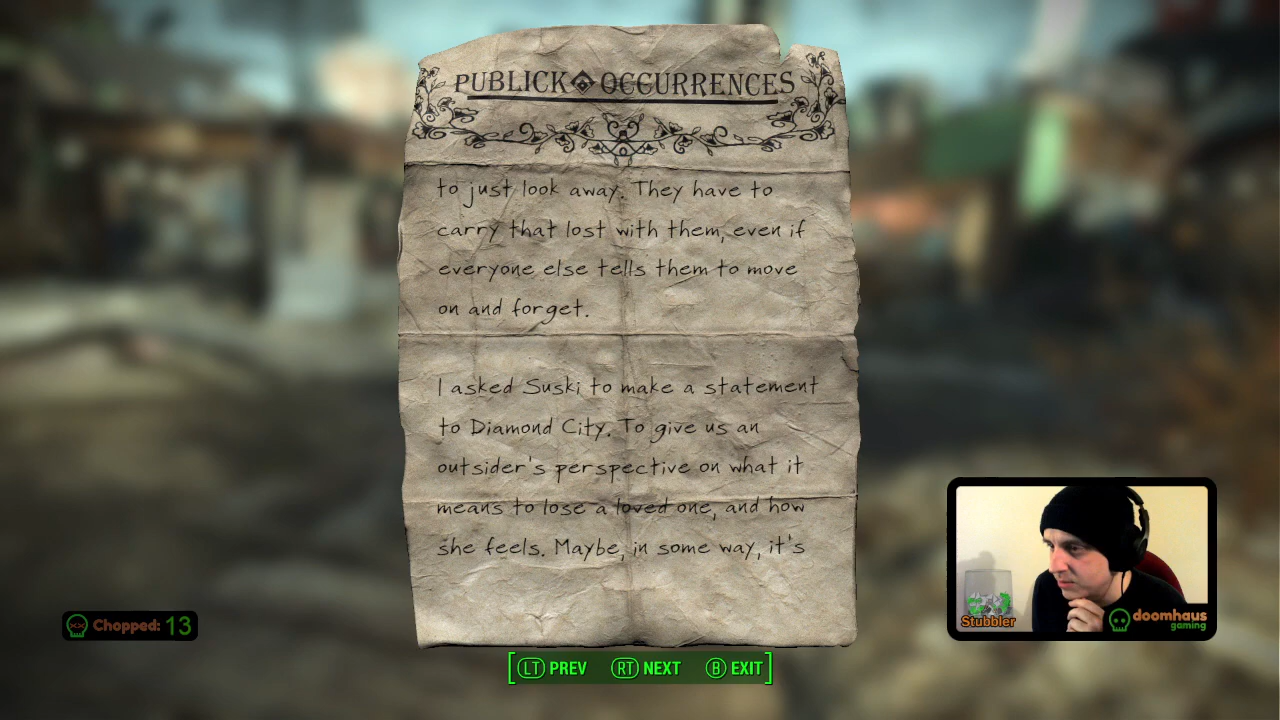 PUBLICK OCCURRENCES
to just look away. They have to
carry that lost with them, even if
everyone else tells them to move
on and forget.
I asked Suski to make a statement
to Diamond City. To give us an
outsider's perspective on what it
means to lose a loved one, and how
she feels. Maybe, in some way, it's
Chopped: 13
Stubbler
doomhaus
gaming
LT PREV RT NEXT B EXIT